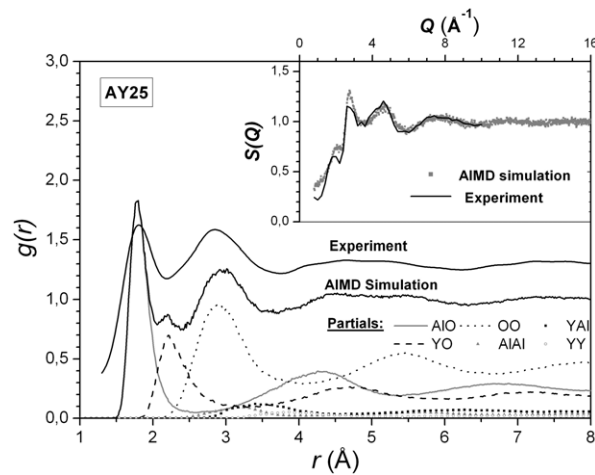 Q (Å⁻¹)
0 4 8 12 16
AY25
3,0
2,5
2,0
1,5
1,0
0,5
0,0
g(r)
1,5
1,0
0,5
0,0
S(Q)
AIMD simulation
Experiment
Experiment
AIMD Simulation
Partials:
AlO OO YAl
YO AlAl YY
1 2 3 4 5 6 7 8
r (Å)